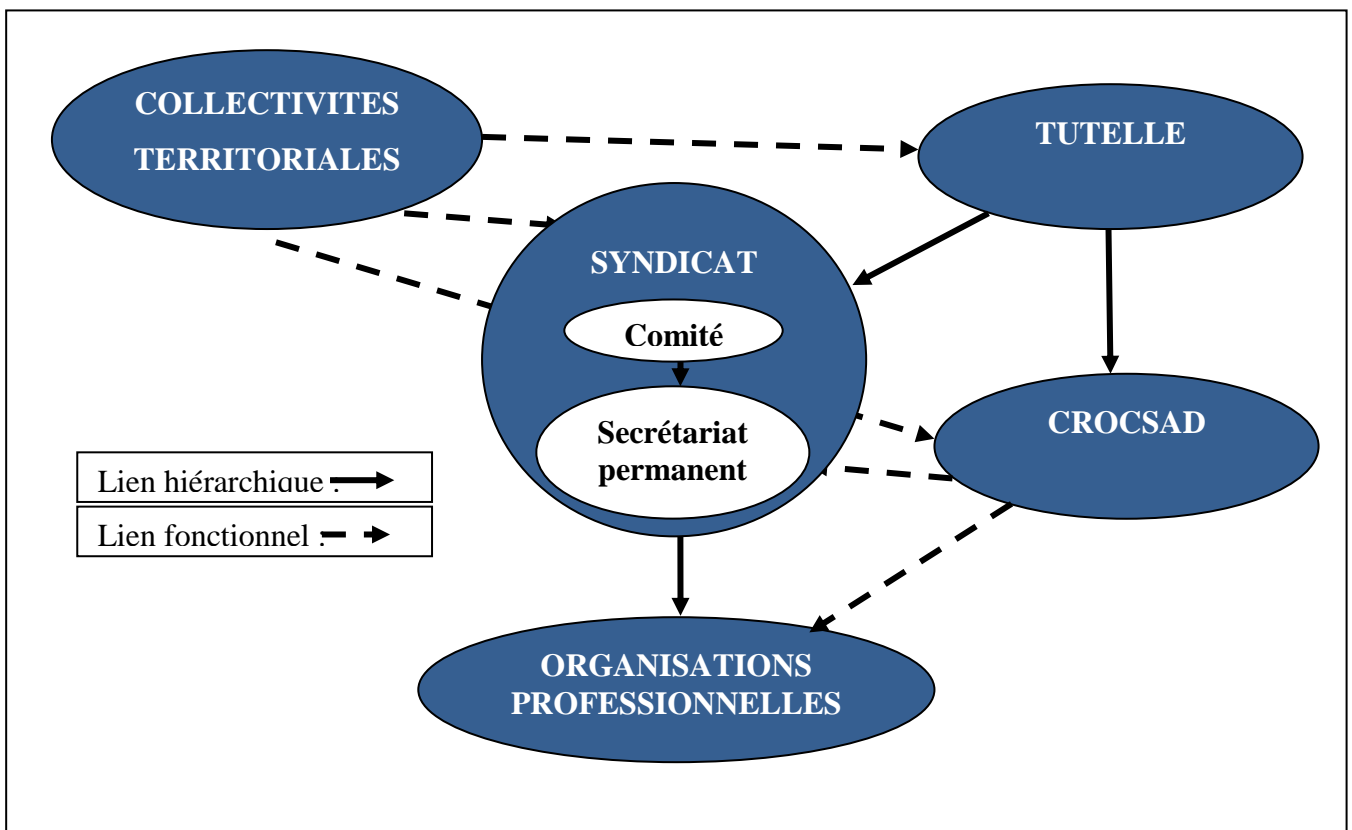 COLLECTIVITES
TERRITORIALES
TUTELLE
SYNDICAT
Comité
Secrétariat
permanent
CROCSAD
Lien hiérarchique :
Lien fonctionnel :
ORGANISATIONS
PROFESSIONNELLES